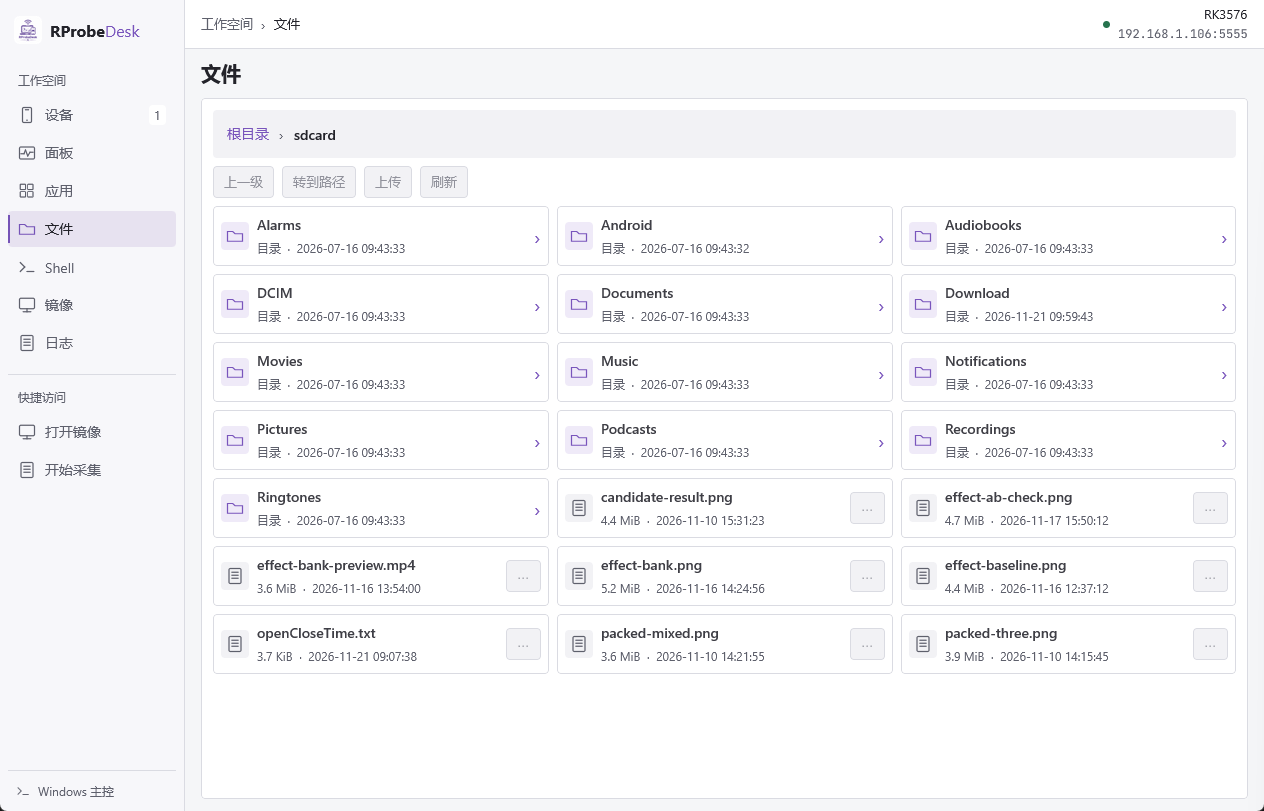 RProbeDesk
工作空间
设备 1
面板
应用
文件
Shell
镜像
日志
快捷访问
打开镜像
开始采集
Windows 主控
工作空间 › 文件
RK3576
192.168.1.106:5555
文件
根目录 › sdcard
上一级 转到路径 上传 刷新
Alarms
目录 · 2026-07-16 09:43:33
Android
目录 · 2026-07-16 09:43:32
Audiobooks
目录 · 2026-07-16 09:43:33
DCIM
目录 · 2026-07-16 09:43:33
Documents
目录 · 2026-07-16 09:43:33
Download
目录 · 2026-11-21 09:59:43
Movies
目录 · 2026-07-16 09:43:33
Music
目录 · 2026-07-16 09:43:33
Notifications
目录 · 2026-07-16 09:43:33
Pictures
目录 · 2026-07-16 09:43:33
Podcasts
目录 · 2026-07-16 09:43:33
Recordings
目录 · 2026-07-16 09:43:33
Ringtones
目录 · 2026-07-16 09:43:33
candidate-result.png
4.4 MiB · 2026-11-10 15:31:23
...
effect-ab-check.png
4.7 MiB · 2026-11-17 15:50:12
...
effect-bank-preview.mp4
3.6 MiB · 2026-11-16 13:54:00
...
effect-bank.png
5.2 MiB · 2026-11-16 14:24:56
...
effect-baseline.png
4.4 MiB · 2026-11-16 12:37:12
...
openCloseTime.txt
3.7 KiB · 2026-11-21 09:07:38
...
packed-mixed.png
3.6 MiB · 2026-11-10 14:21:55
...
packed-three.png
3.9 MiB · 2026-11-10 14:15:45
...